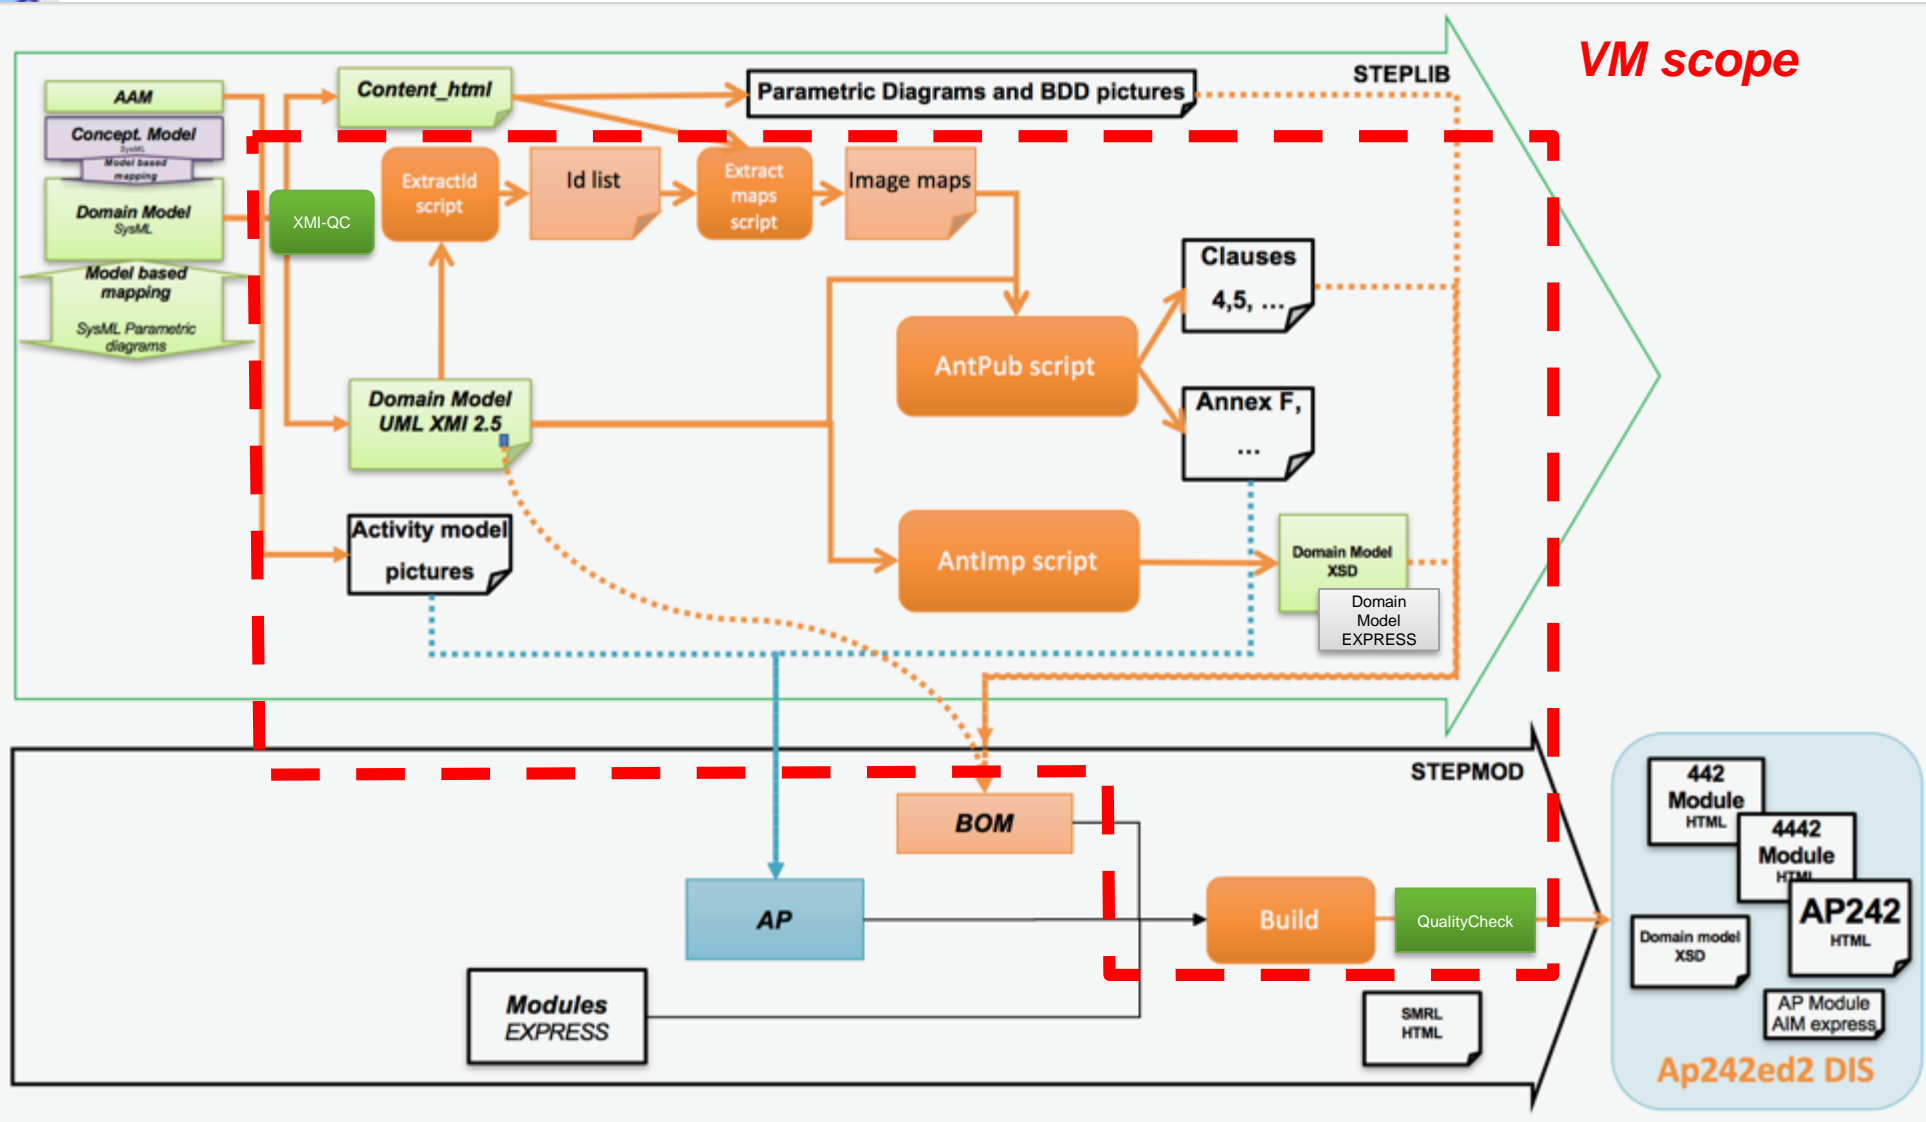 VM scope
STEPLIB
AAM
Concept. Model
SysML
Model based
mapping
Domain Model
SysML
Model based
mapping
SysML Parametric
diagrams
Content_html
Parametric Diagrams and BDD pictures
XMI-QC
ExtractId
script
Id list
Extract
maps
script
Image maps
Clauses
4,5, ...
AntPub script
Annex F,
...
Domain Model
UML XMI 2.5
Activity model
pictures
AntImp script
Domain Model
XSD
Domain
Model
EXPRESS
STEPMOD
BOM
AP
Modules
EXPRESS
Build
QualityCheck
SMRL
HTML
442
Module
HTML
4442
Module
HTML
AP242
HTML
Domain model
XSD
AP Module
AIM express
Ap242ed2 DIS